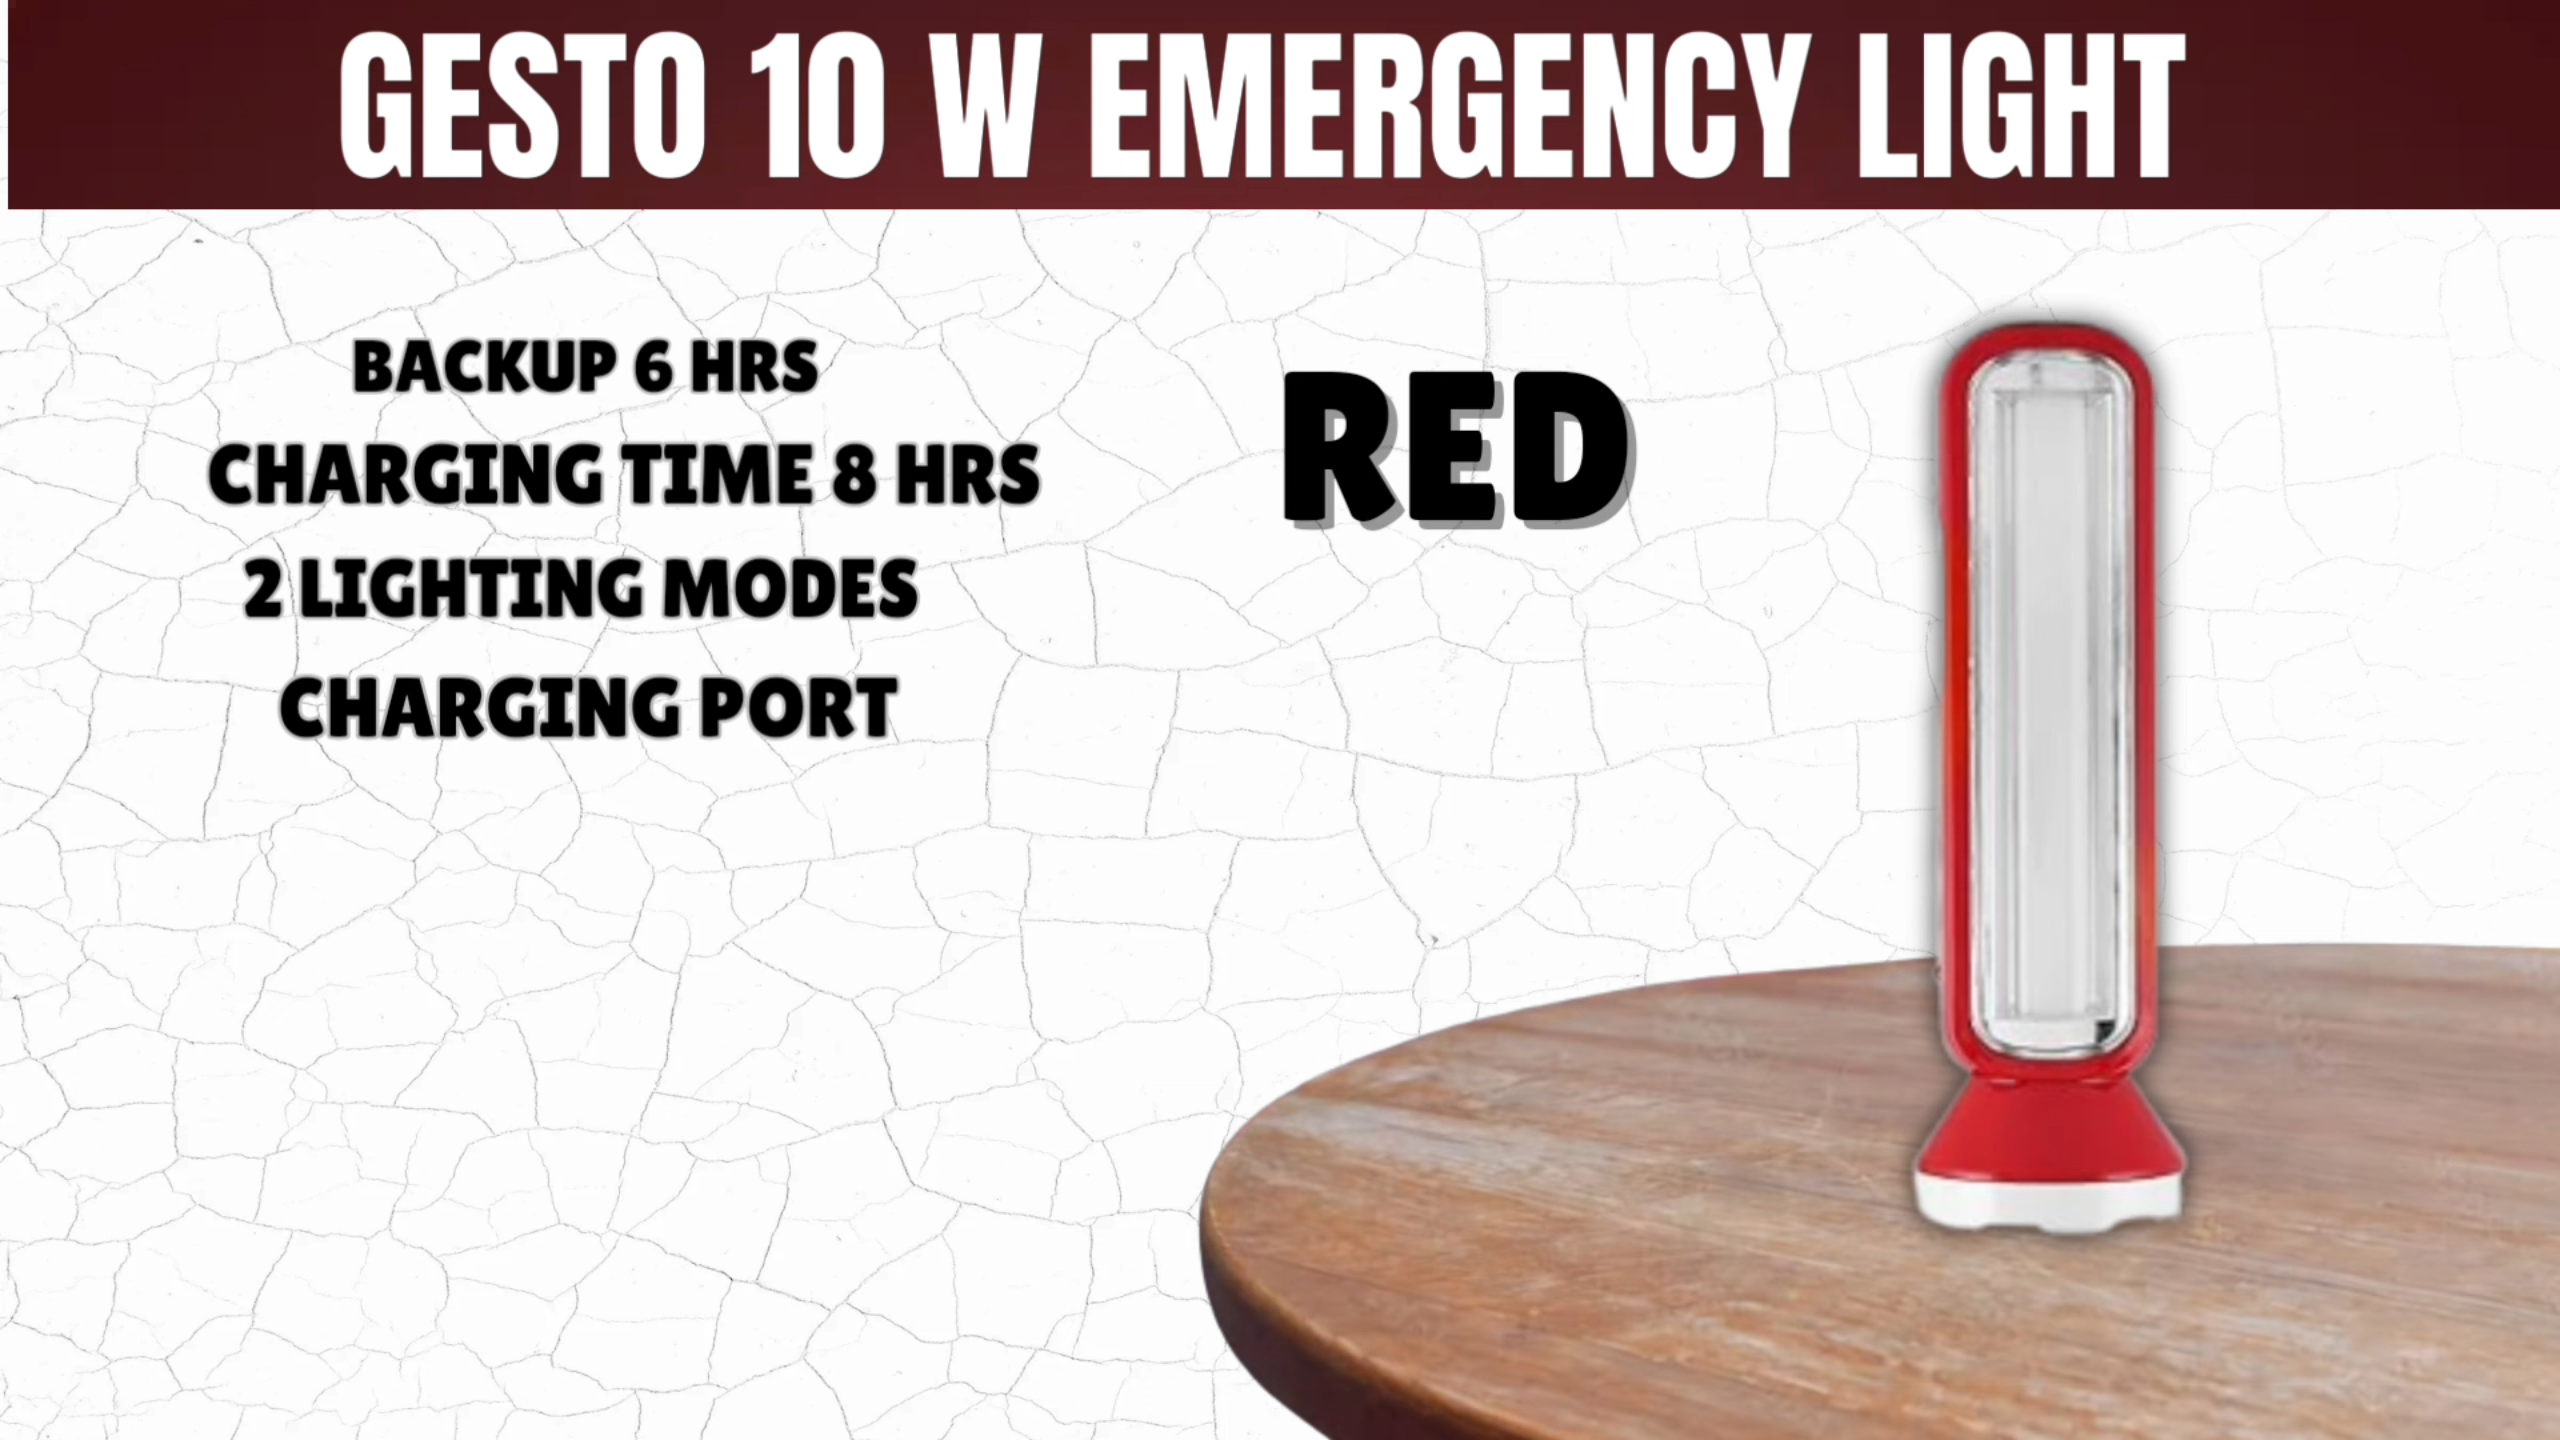 GESTO 10 W EMERGENCY LIGHT
BACKUP 6 HRS
CHARGING TIME 8 HRS
2 LIGHTING MODES
CHARGING PORT
RED